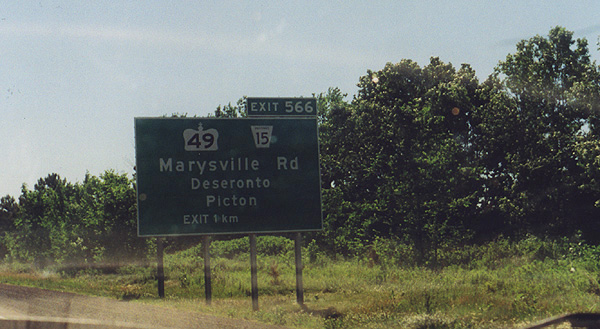 EXIT 566
49 15
Marysville Rd
Deseronto
Picton
EXIT 1 km